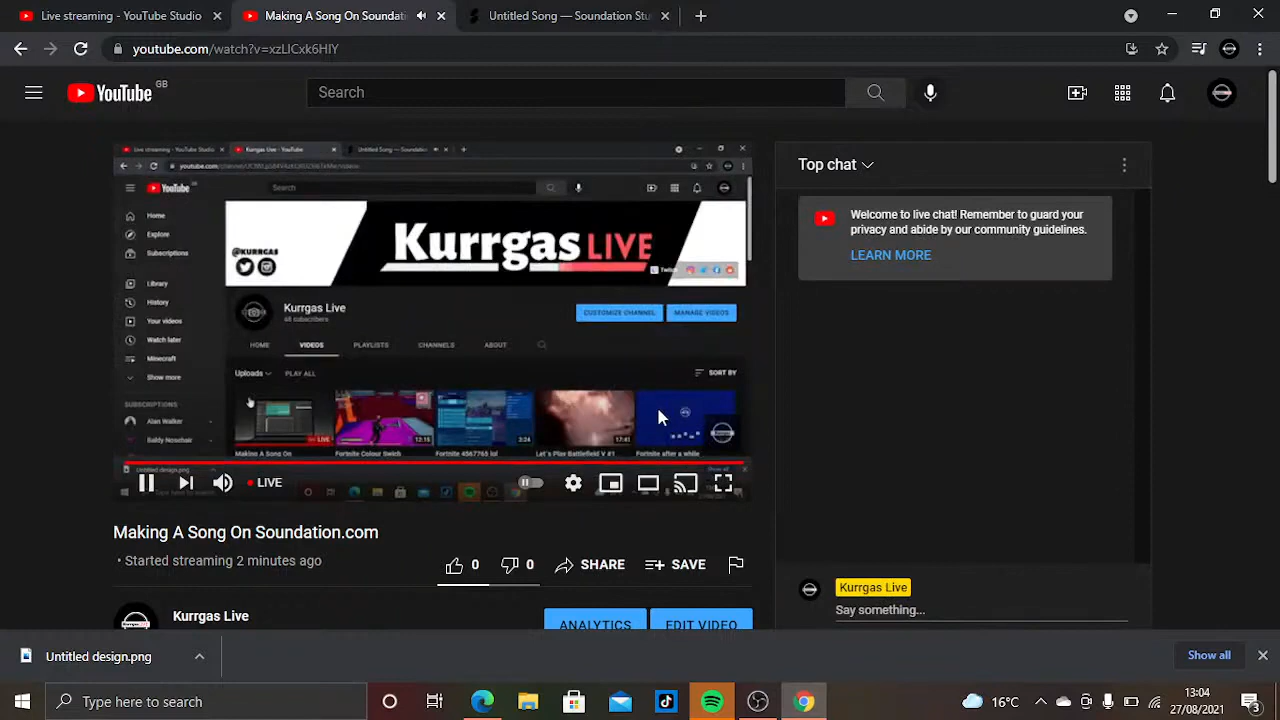 Live streaming - YouTube Studio
Making A Song On Soundation
Untitled Song — Soundation Stu
youtube.com/watch?v=xzLlCxk6HlY
YouTube GB
Search
Live streaming - YouTube Studio
Kurrgas Live - YouTube
Untitled Song — Soundation
YouTube
Search
Home
Explore
Subscriptions
Library
History
Your videos
Watch later
Minecraft
Show more
SUBSCRIPTIONS
Alan Walker
Baldy Nosehair
@KURRGAS
Kurrgas LIVE
Twitch
Kurrgas Live
48 subscribers
CUSTOMIZE CHANNEL
MANAGE VIDEOS
HOME
VIDEOS
PLAYLISTS
CHANNELS
ABOUT
Uploads
PLAY ALL
SORT BY
LIVE
12:15
3:24
17:41
Making A Song On
Fortnite Colour Switch
Fortnite 4567765 lol
Let's Play Battlefield V #1
Fortnite after a while
Untitled design.png
Show all
LIVE
Top chat
Welcome to live chat! Remember to guard your
privacy and abide by our community guidelines.
LEARN MORE
Making A Song On Soundation.com
• Started streaming 2 minutes ago
0
0
SHARE
SAVE
Kurrgas Live
ANALYTICS
EDIT VIDEO
Kurrgas Live
Say something...
Untitled design.png
Show all
Type here to search
16°C
13:04
27/08/2021